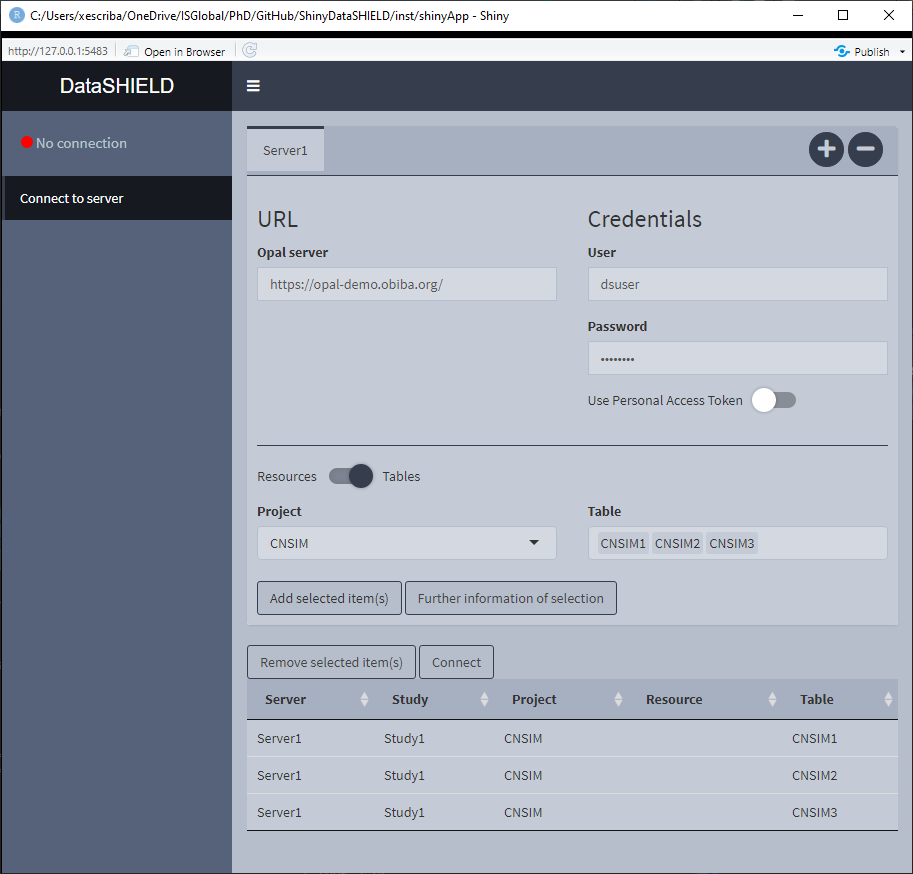 C:/Users/xescriba/OneDrive/ISGlobal/PhD/GitHub/ShinyDataSHIELD/inst/shinyApp - Shiny
http://127.0.0.1:5483 Open in Browser Publish
DataSHIELD
No connection
Connect to server
Server1
URL
Opal server
https://opal-demo.obiba.org/
Credentials
User
dsuser
Password
••••••••
Use Personal Access Token
Resources Tables
Project
CNSIM
Table
CNSIM1 CNSIM2 CNSIM3
Add selected item(s) Further information of selection
Remove selected item(s) Connect
Server Study Project Resource Table
Server1 Study1 CNSIM CNSIM1
Server1 Study1 CNSIM CNSIM2
Server1 Study1 CNSIM CNSIM3